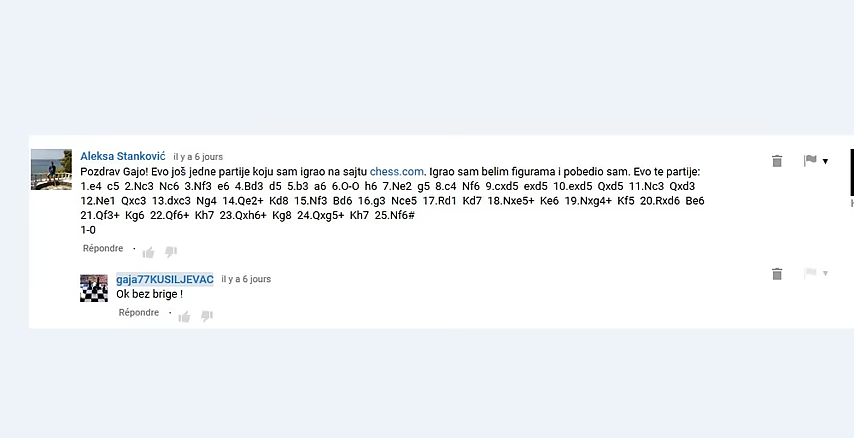 Aleksa Stanković il y a 6 jours
Pozdrav Gajo! Evo još jedne partije koju sam igrao na sajtu chess.com. Igrao sam belim figurama i pobedio sam. Evo te partije:
1.e4 c5 2.Nc3 Nc6 3.Nf3 e6 4.Bd3 d5 5.b3 a6 6.O-O h6 7.Ne2 g5 8.c4 Nf6 9.cxd5 exd5 10.exd5 Qxd5 11.Nc3 Qxd3
12.Ne1 Qxc3 13.dxc3 Ng4 14.Qe2+ Kd8 15.Nf3 Bd6 16.g3 Nce5 17.Rd1 Kd7 18.Nxe5+ Ke6 19.Nxg4+ Kf5 20.Rxd6 Be6
21.Qf3+ Kg6 22.Qf6+ Kh7 23.Qxh6+ Kg8 24.Qxg5+ Kh7 25.Nf6#
1-0
Répondre ·
gaja77KUSILJEVAC il y a 6 jours
Ok bez brige !
Répondre ·